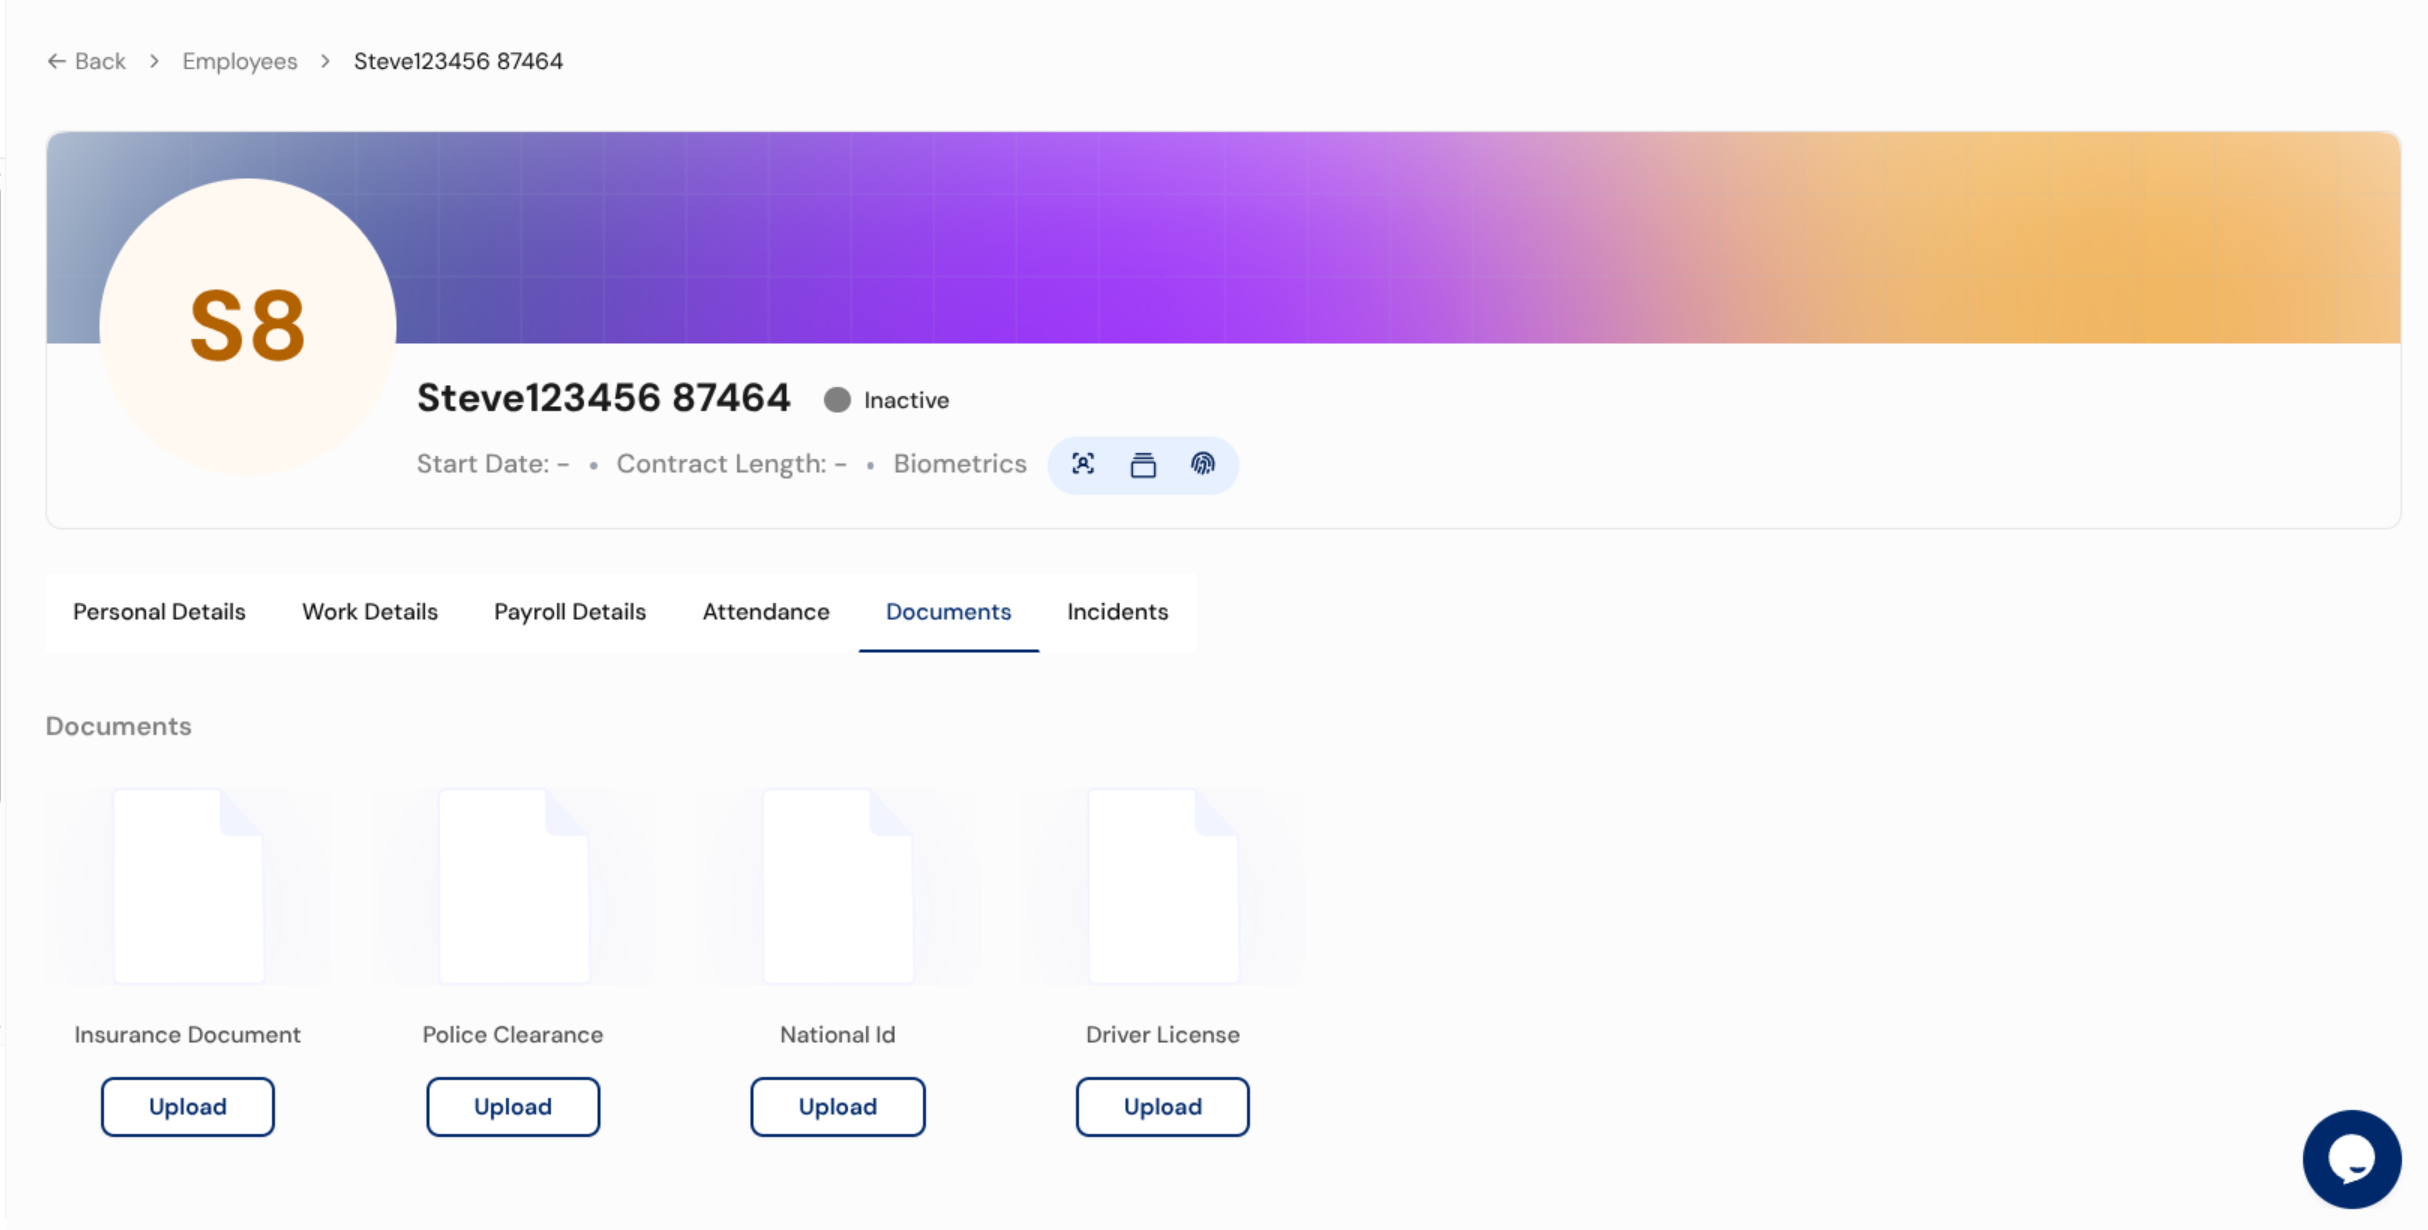 ← Back > Employees > Steve123456 87464
S8
Steve123456 87464 Inactive
Start Date: - • Contract Length: - • Biometrics
Personal Details Work Details Payroll Details Attendance Documents Incidents
Documents
Insurance Document Police Clearance National Id Driver License
Upload Upload Upload Upload